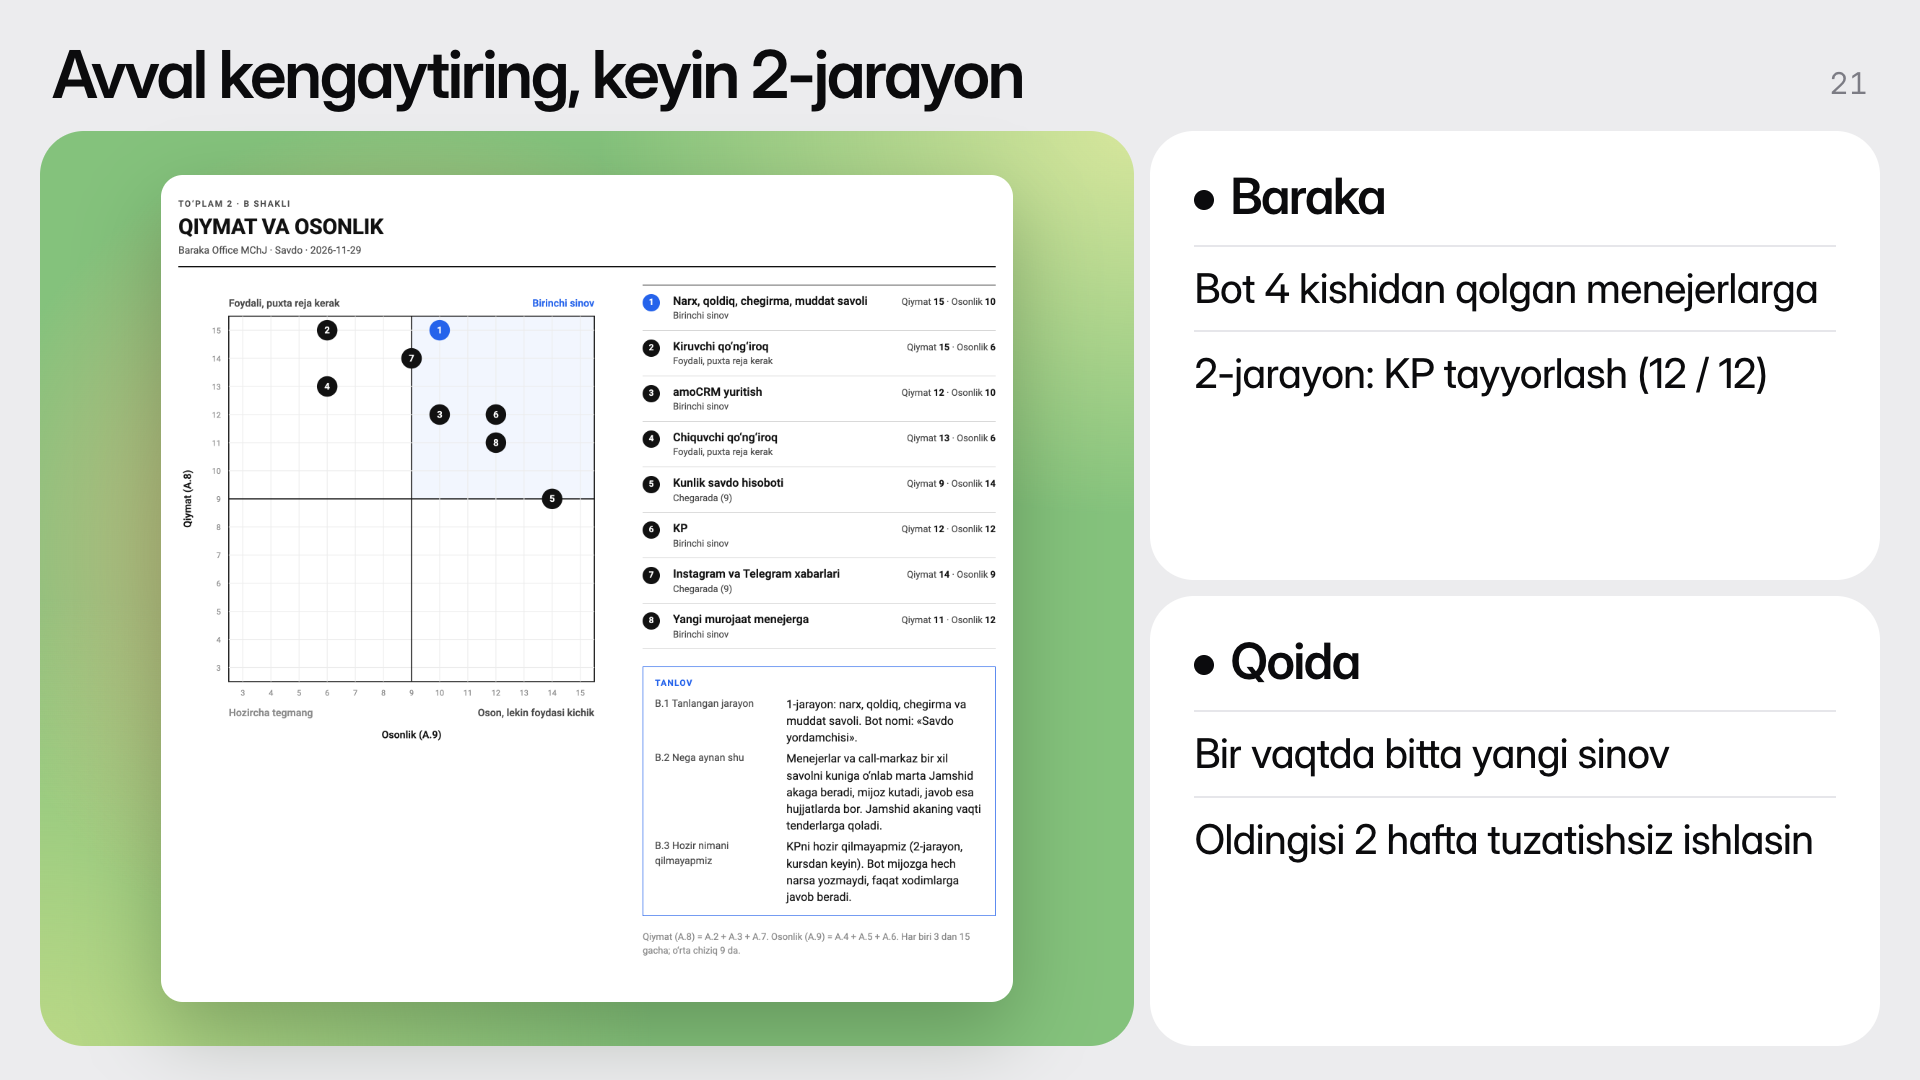 Avval kengaytiring, keyin 2-jarayon
21
TO‘PLAM 2 · B SHAKLI
QIYMAT VA OSONLIK
Baraka Office MChJ · Savdo · 2026-11-29
Foydali, puxta reja kerak
Birinchi sinov
15
14
13
12
11
10
9
8
7
6
5
4
3
2
1
7
4
3
6
8
5
3 4 5 6 7 8 9 10 11 12 13 14 15
Hozircha tegmang
Oson, lekin foydasi kichik
Osonlik (A.9)
Qiymat (A.8)
1 Narx, qoldiq, chegirma, muddat savoli Qiymat 15 · Osonlik 10
Birinchi sinov
2 Kiruvchi qo‘ng‘iroq Qiymat 15 · Osonlik 6
Foydali, puxta reja kerak
3 amoCRM yuritish Qiymat 12 · Osonlik 10
Birinchi sinov
4 Chiquvchi qo‘ng‘iroq Qiymat 13 · Osonlik 6
Foydali, puxta reja kerak
5 Kunlik savdo hisoboti Qiymat 9 · Osonlik 14
Chegarada (9)
6 KP Qiymat 12 · Osonlik 12
Birinchi sinov
7 Instagram va Telegram xabarlari Qiymat 14 · Osonlik 9
Chegarada (9)
8 Yangi murojaat menejerga Qiymat 11 · Osonlik 12
Birinchi sinov
TANLOV
B.1 Tanlangan jarayon
1-jarayon: narx, qoldiq, chegirma va
muddat savoli. Bot nomi: «Savdo
yordamchisi».
B.2 Nega aynan shu
Menejerlar va call-markaz bir xil
savolni kuniga o‘nlab marta Jamshid
akaga beradi, mijoz kutadi, javob esa
hujjatlarda bor. Jamshid akaning vaqti
tenderlarga qoladi.
B.3 Hozir nimani
qilmayapmiz
KPni hozir qilmayapmiz (2-jarayon,
kursdan keyin). Bot mijozga hech
narsa yozmaydi, faqat xodimlarga
javob beradi.
Qiymat (A.8) = A.2 + A.3 + A.7. Osonlik (A.9) = A.4 + A.5 + A.6. Har biri 3 dan 15
gacha; o‘rta chiziq 9 da.
● Baraka
Bot 4 kishidan qolgan menejerlarga
2-jarayon: KP tayyorlash (12 / 12)
● Qoida
Bir vaqtda bitta yangi sinov
Oldingisi 2 hafta tuzatishsiz ishlasin